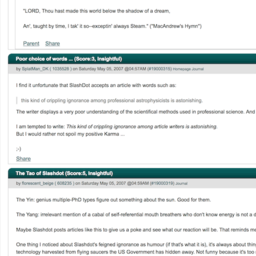 "LORD, Thou hast made this world below the shadow of a dream,
An', taught by time, I tak' it so--exceptin' always Steam." ("MacAndrew's Hymn")
Parent Share
Poor choice of words ... (Score:3, Insightful)
by
on Saturday May 05, 2007 @04:57AM
Homepage Journal
I find it unfortunate that SlashDot accepts an article with words such as:
this kind of crippling ignorance among professional astrophysicists is astonishing.
The writer displays a very poor understanding of the scientifical methods used in professional science. And
I am tempted to write: This kind of crippling ignorance among article writers is astonishing.
But I would rather not spoil my positive Karma ...
;-)
Share
The Tao of Slashdot (Score:5, Insightful)
by
on Saturday May 05, 2007 @04:59AM
Journal
The Yin: genius multiple-PhD types figure out something about the sun. Good for them.
The Yang: irrelevant mention of a cabal of self-referential mouth breathers who don't know energy is not a d
Maybe Slashdot posts articles like this to give us a poke and see what our reaction will be. That reminds me
One thing I noticed about Slashdot's feigned ignorance as humour (if that's what it is), it's always about thin
technology harvested from flying saucers the US Government has hidden away. Not funny because it's too